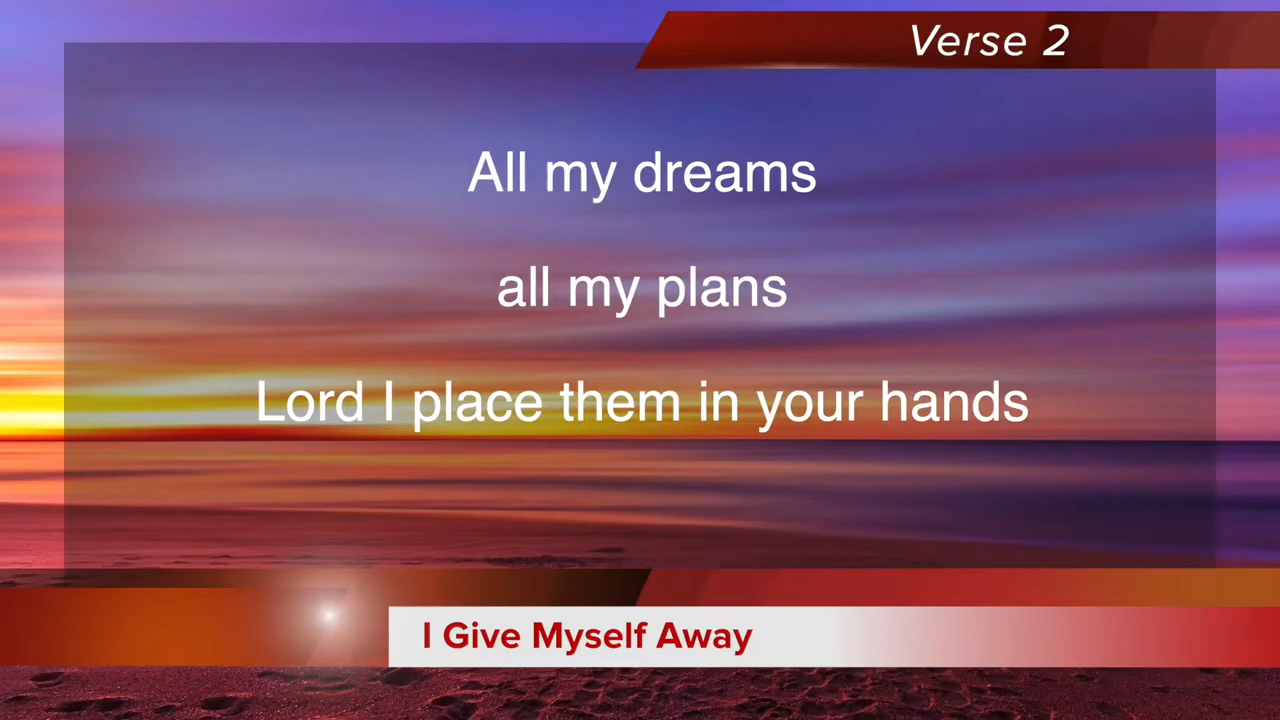 Verse 2
All my dreams
all my plans
Lord I place them in your hands
I Give Myself Away